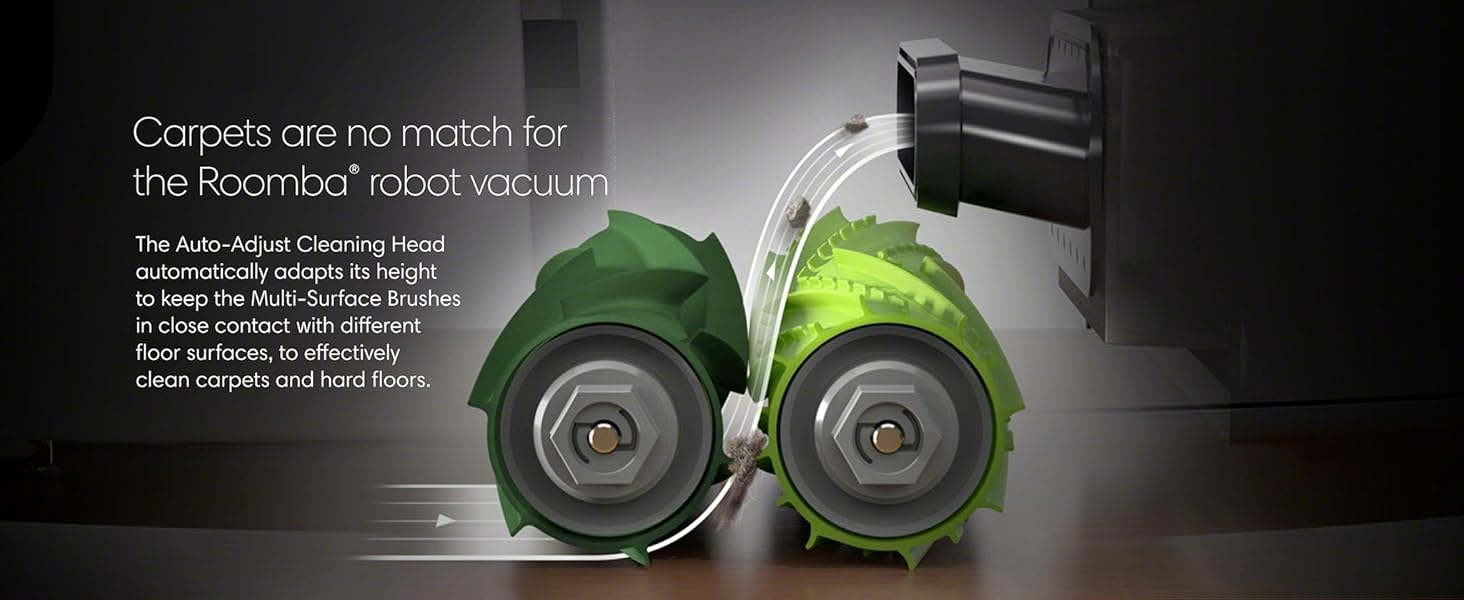 Carpets are no match for
the Roomba® robot vacuum
The Auto-Adjust Cleaning Head
automatically adapts its height
to keep the Multi-Surface Brushes
in close contact with different
floor surfaces, to effectively
clean carpets and hard floors.